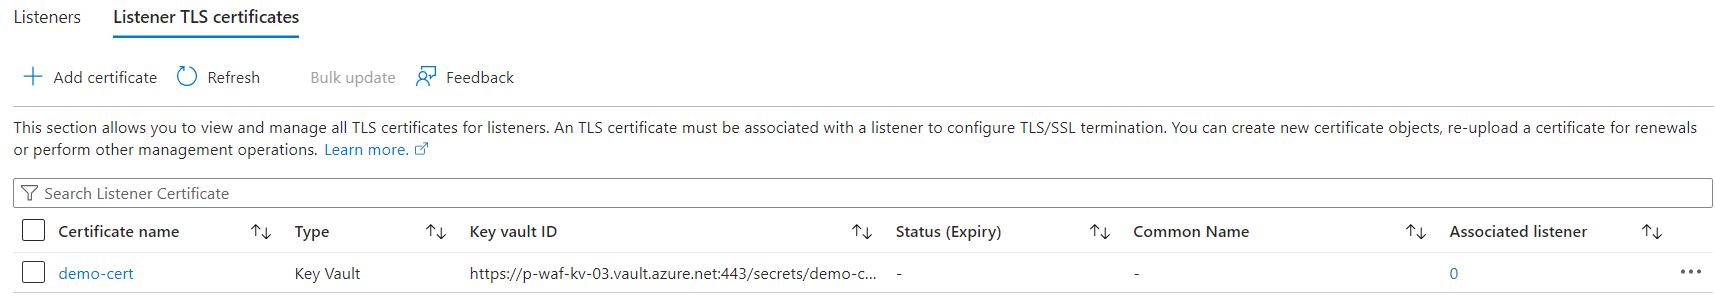 Listeners Listener TLS certificates
Add certificate Refresh Bulk update Feedback
This section allows you to view and manage all TLS certificates for listeners. An TLS certificate must be associated with a listener to configure TLS/SSL termination. You can create new certificate objects, re-upload a certificate for renewals
or perform other management operations. Learn more.
Search Listener Certificate
Certificate name Type Key vault ID Status (Expiry) Common Name Associated listener
demo-cert Key Vault https://p-waf-kv-03.vault.azure.net:443/secrets/demo-c... - - 0